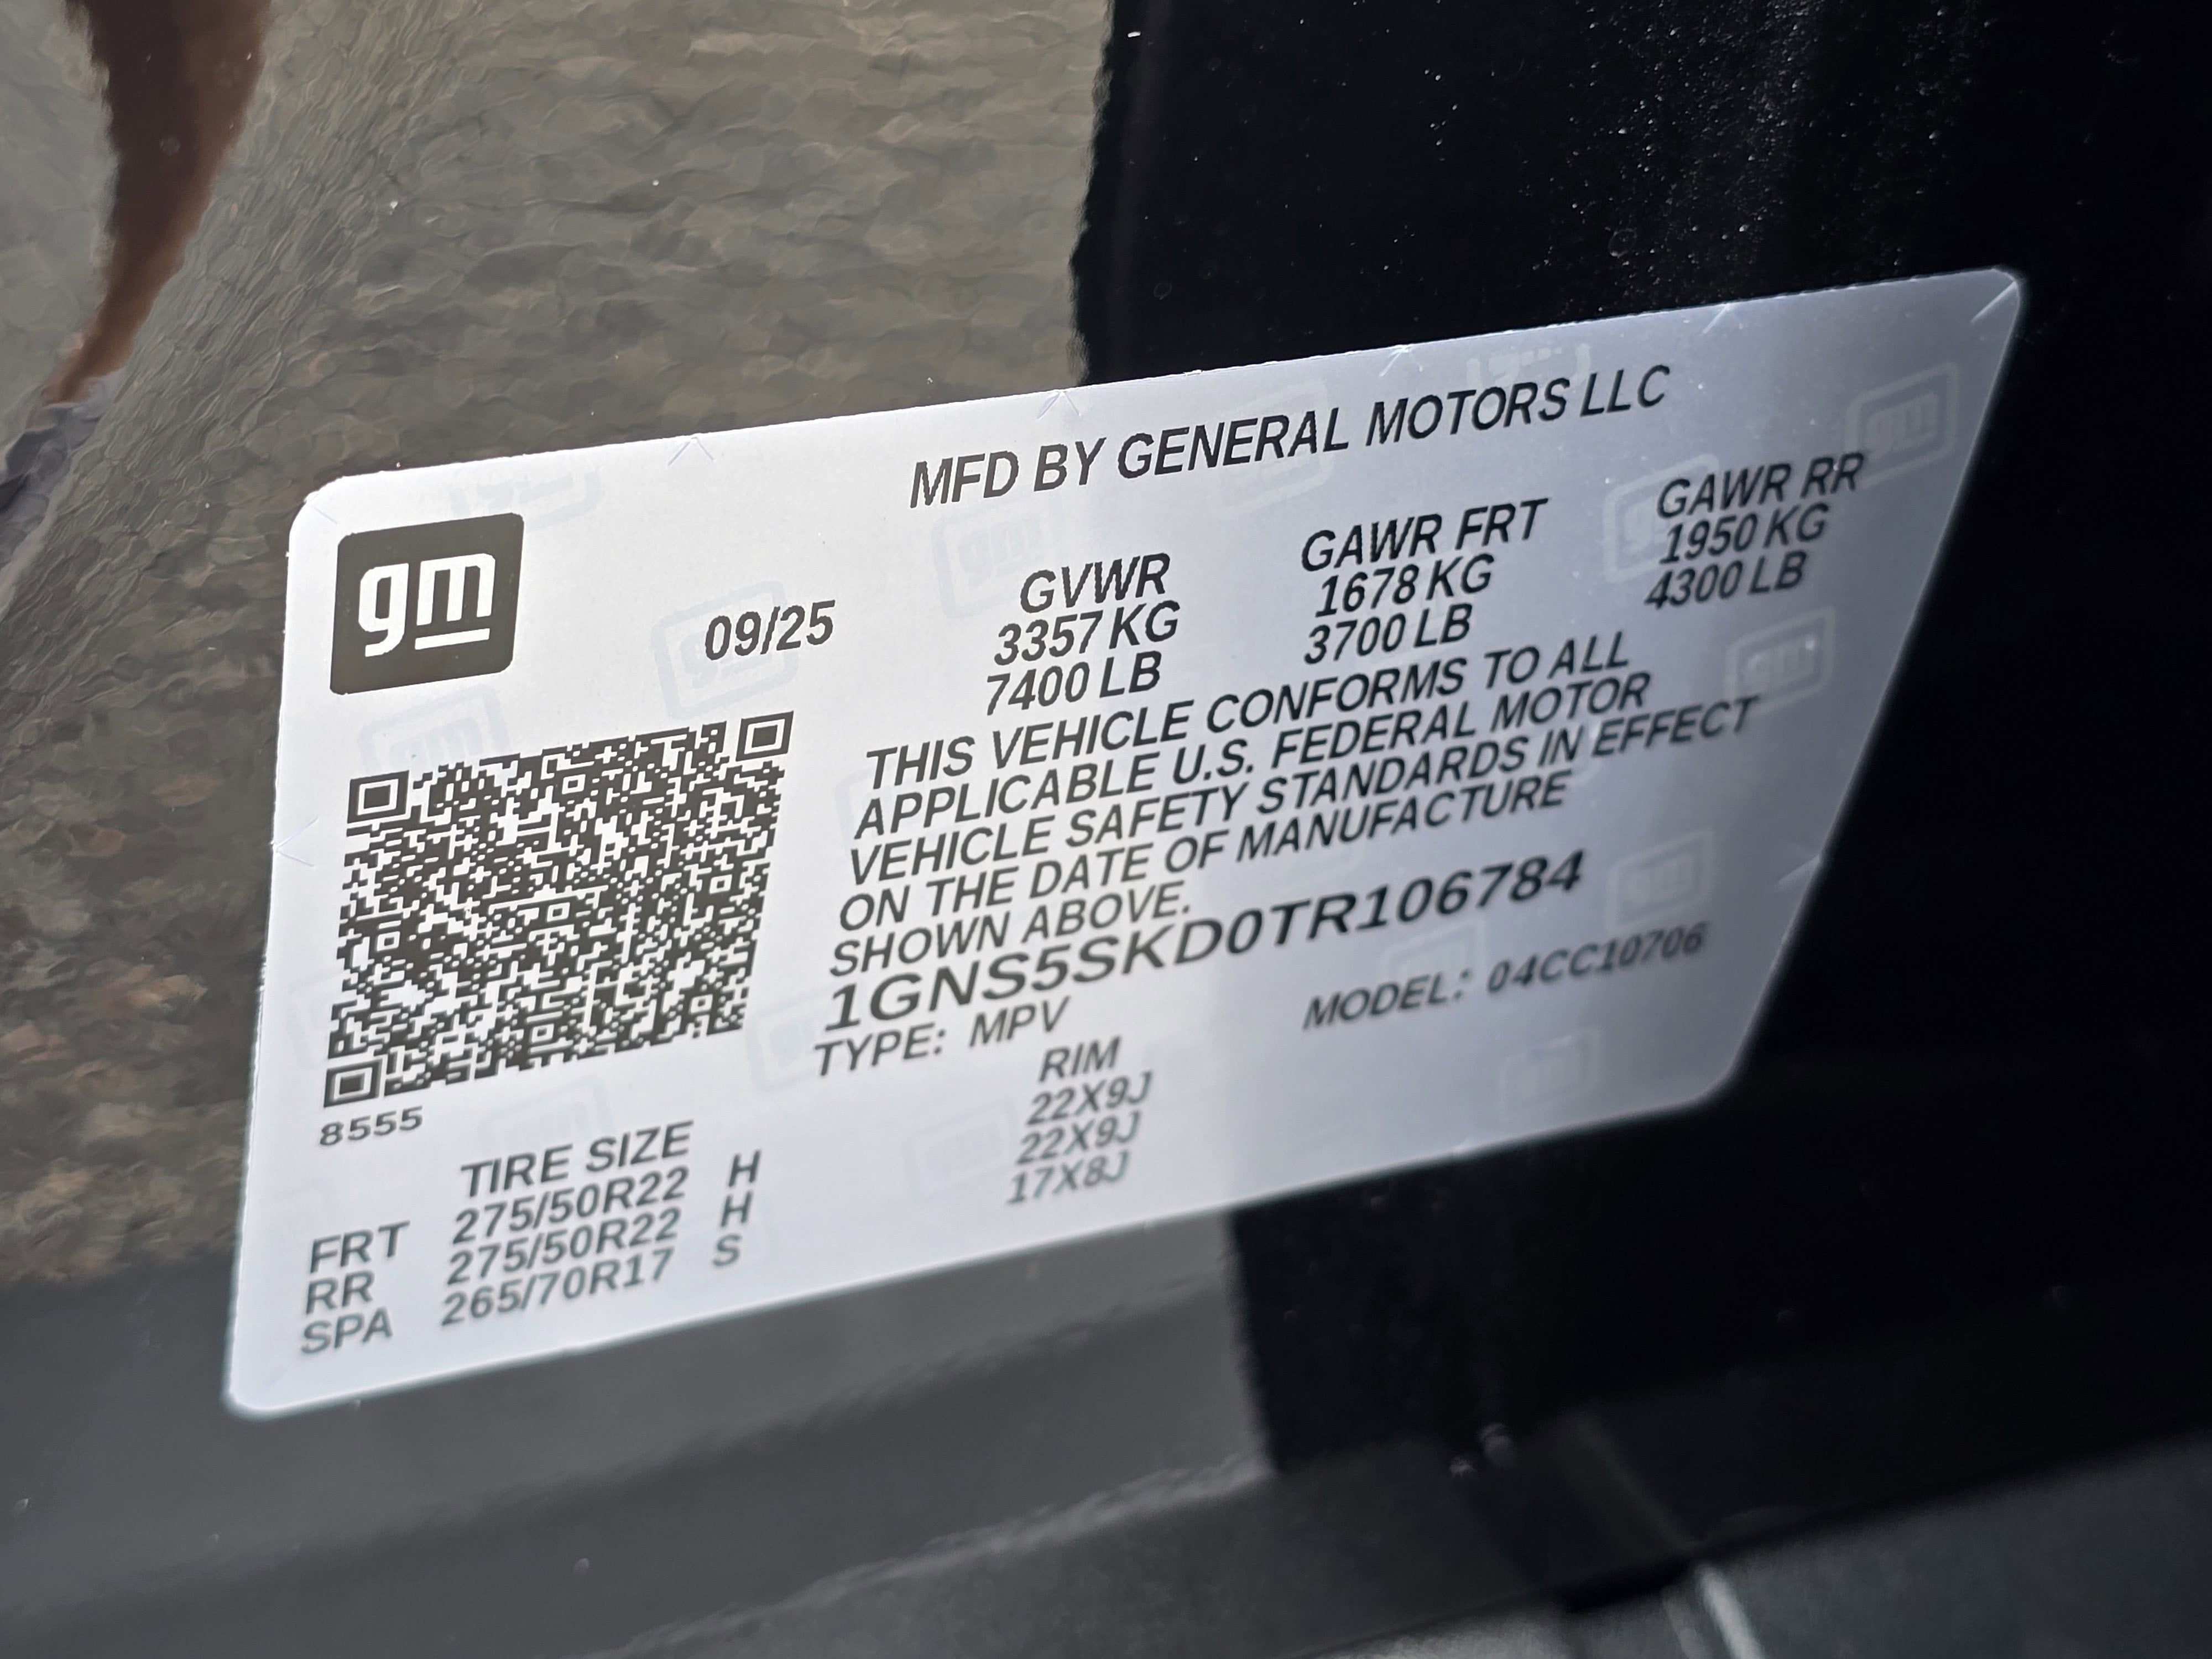 gm
MFD BY GENERAL MOTORS LLC
09/25
GVWR GAWR FRT GAWR RR
3357 KG 1678 KG 1950 KG
7400 LB 3700 LB 4300 LB
THIS VEHICLE CONFORMS TO ALL
APPLICABLE U.S. FEDERAL MOTOR
VEHICLE SAFETY STANDARDS IN EFFECT
ON THE DATE OF MANUFACTURE
SHOWN ABOVE.
1GNS5SKD0TR106784
TYPE: MPV MODEL: 04CC10706
8555
TIRE SIZE RIM
FRT 275/50R22 H 22X9J
RR 275/50R22 H 22X9J
SPA 265/70R17 S 17X8J